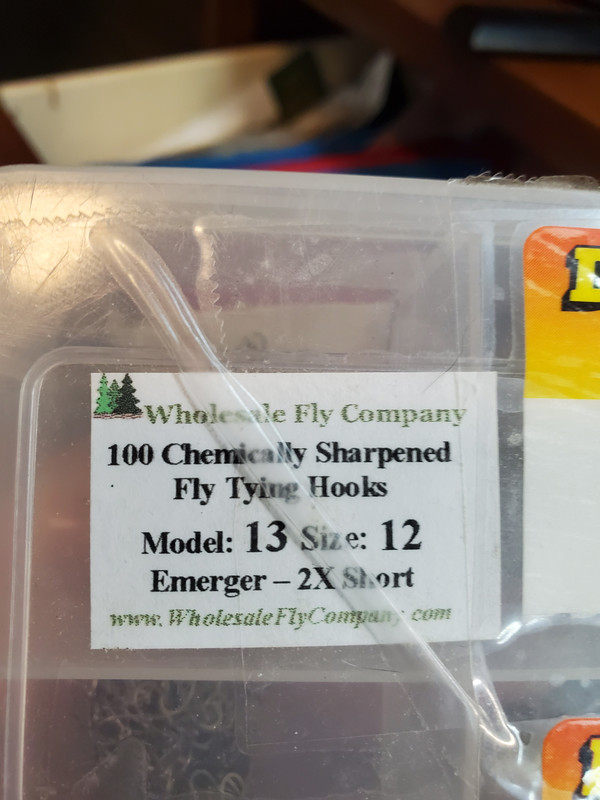 Wholesale Fly Company
100 Chemically Sharpened
Fly Tying Hooks
Model: 13 Size: 12
Emerger – 2X Short
www.WholesaleFlyCompany.com